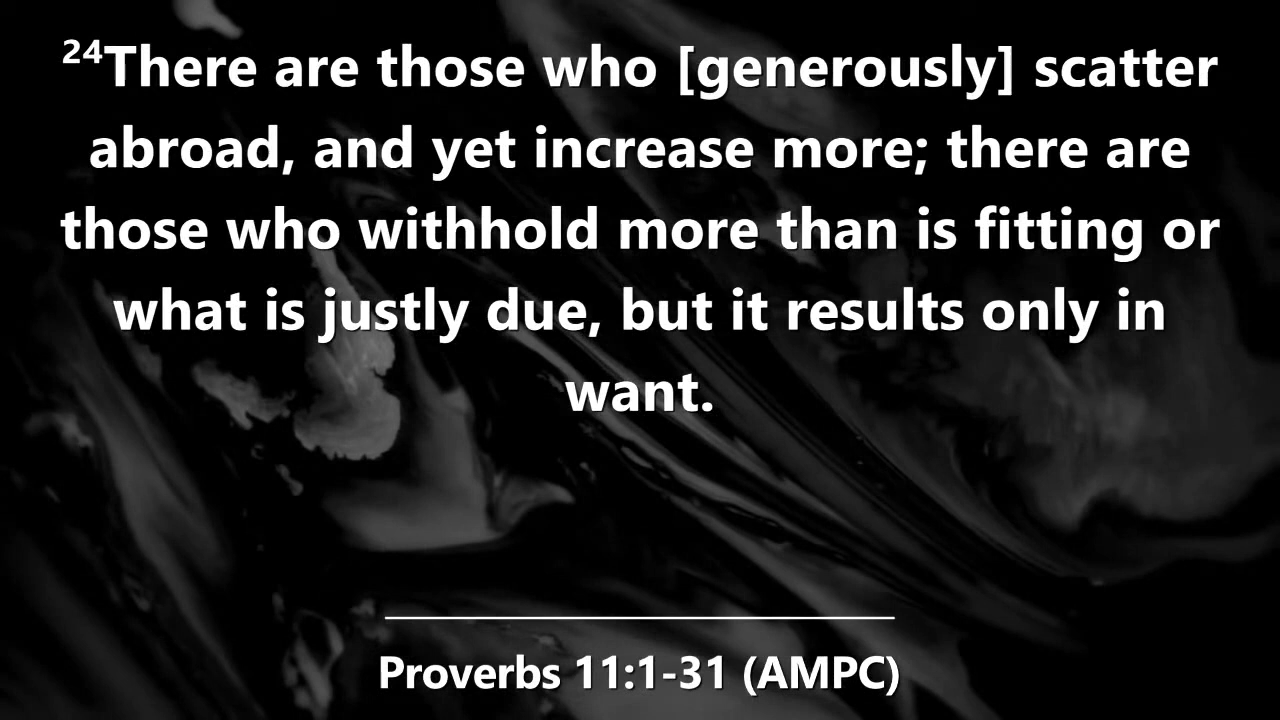 ²⁴There are those who [generously] scatter
abroad, and yet increase more; there are
those who withhold more than is fitting or
what is justly due, but it results only in
want.
Proverbs 11:1-31 (AMPC)